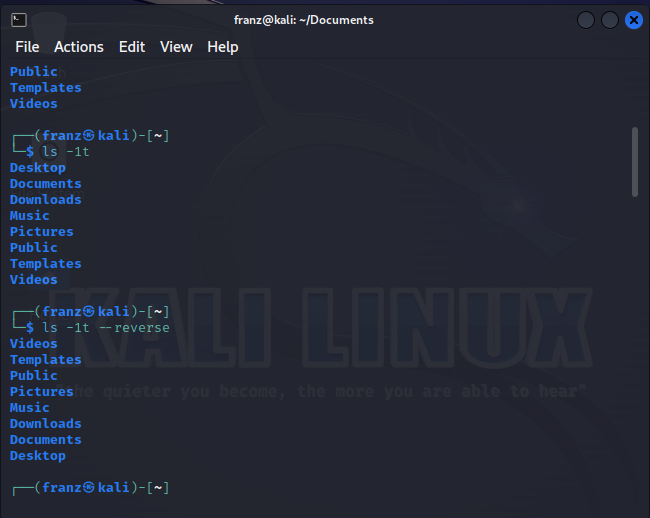 franz@kali: ~/Documents
File Actions Edit View Help
Public
Templates
Videos
┌──(franz㉿kali)-[~]
└─$ ls -1t
Desktop
Documents
Downloads
Music
Pictures
Public
Templates
Videos
┌──(franz㉿kali)-[~]
└─$ ls -1t --reverse
Videos
Templates
Public
Pictures
Music
Downloads
Documents
Desktop
┌──(franz㉿kali)-[~]
KALI LINUX
"the quieter you become, the more you are able to hear"